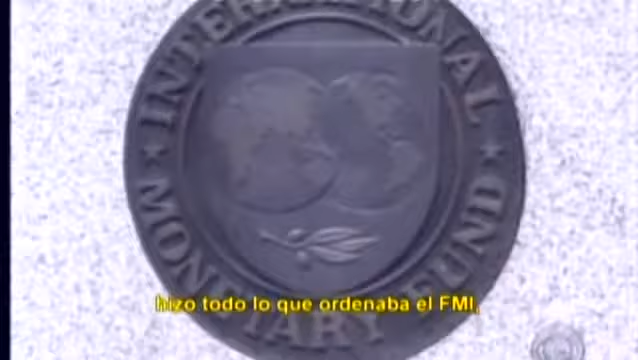 INTERNATIONAL
MONETARY FUND
hizo todo lo que ordenaba el FMI,